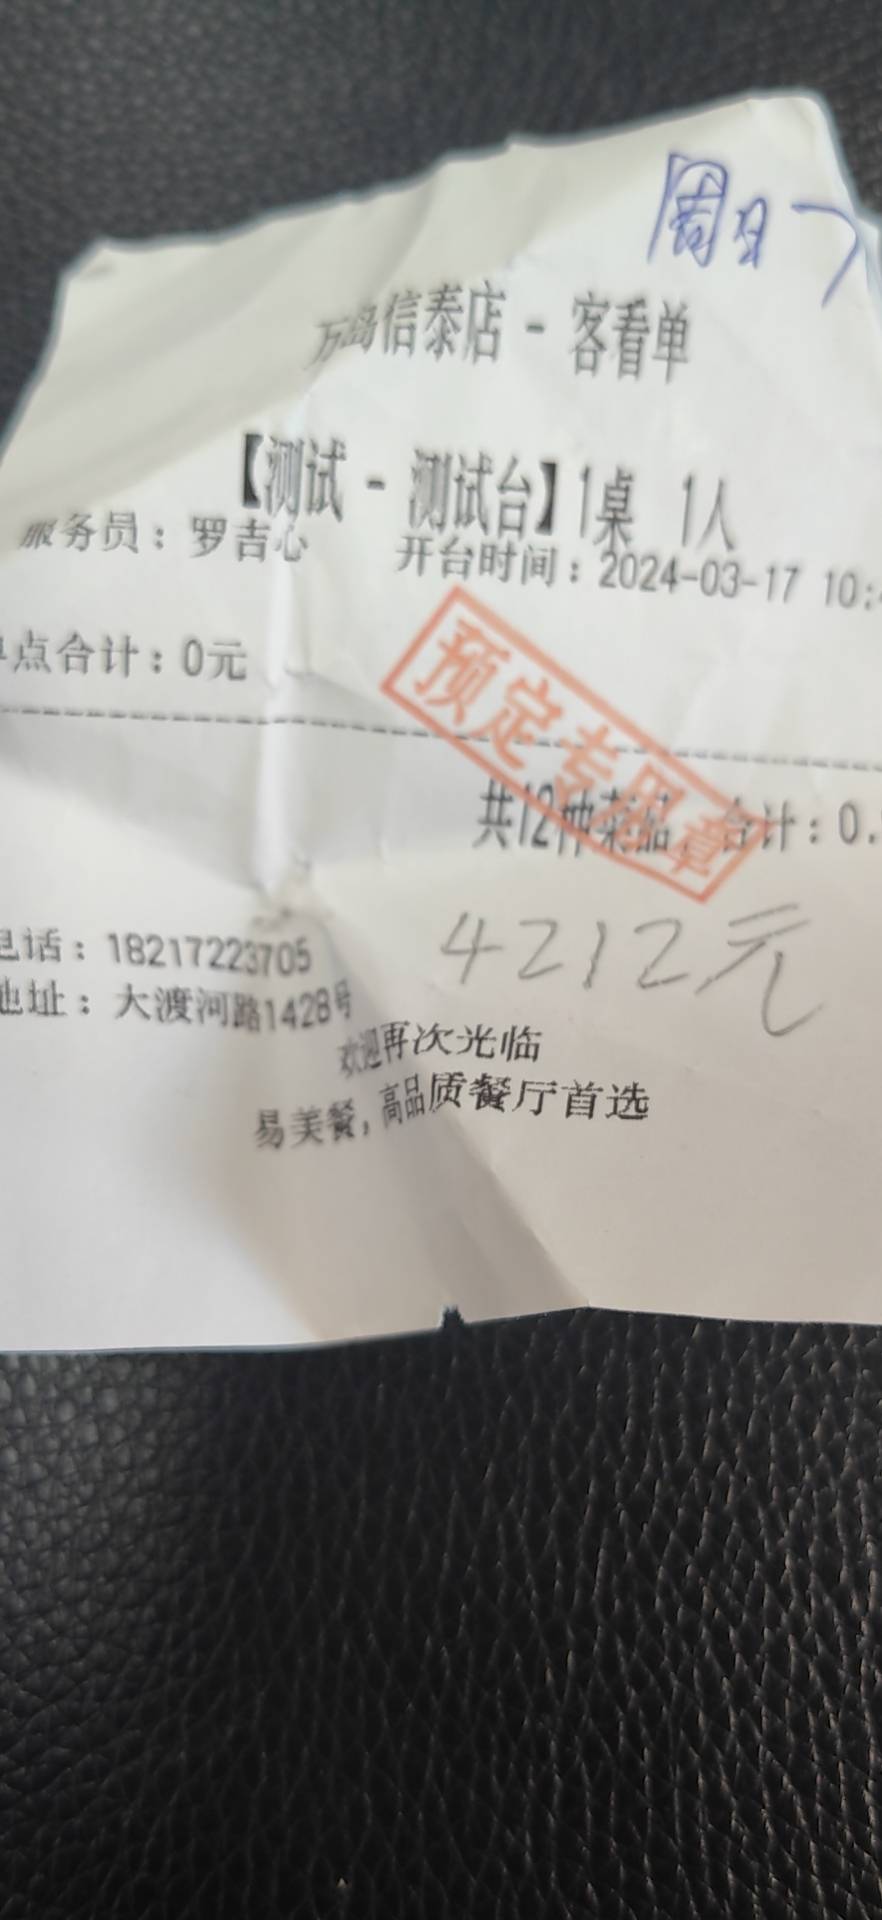 周日
万岛信泰店 - 客看单
【测试 - 测试台】1桌 1人
服务员：罗吉心 开台时间：2024-03-17 10:
点合计：0元
预定专用章
共12种菜品，合计：0.
电话：18217223705
4212元
地址：大渡河路1428号
欢迎再次光临
易美餐，高品质餐厅首选